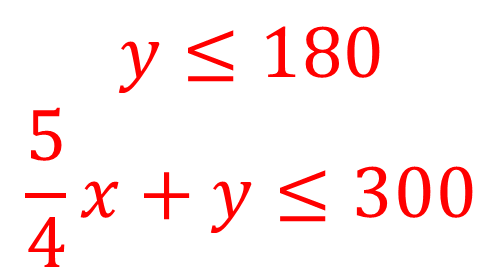 y ≤ 180
5/4 x + y ≤ 300